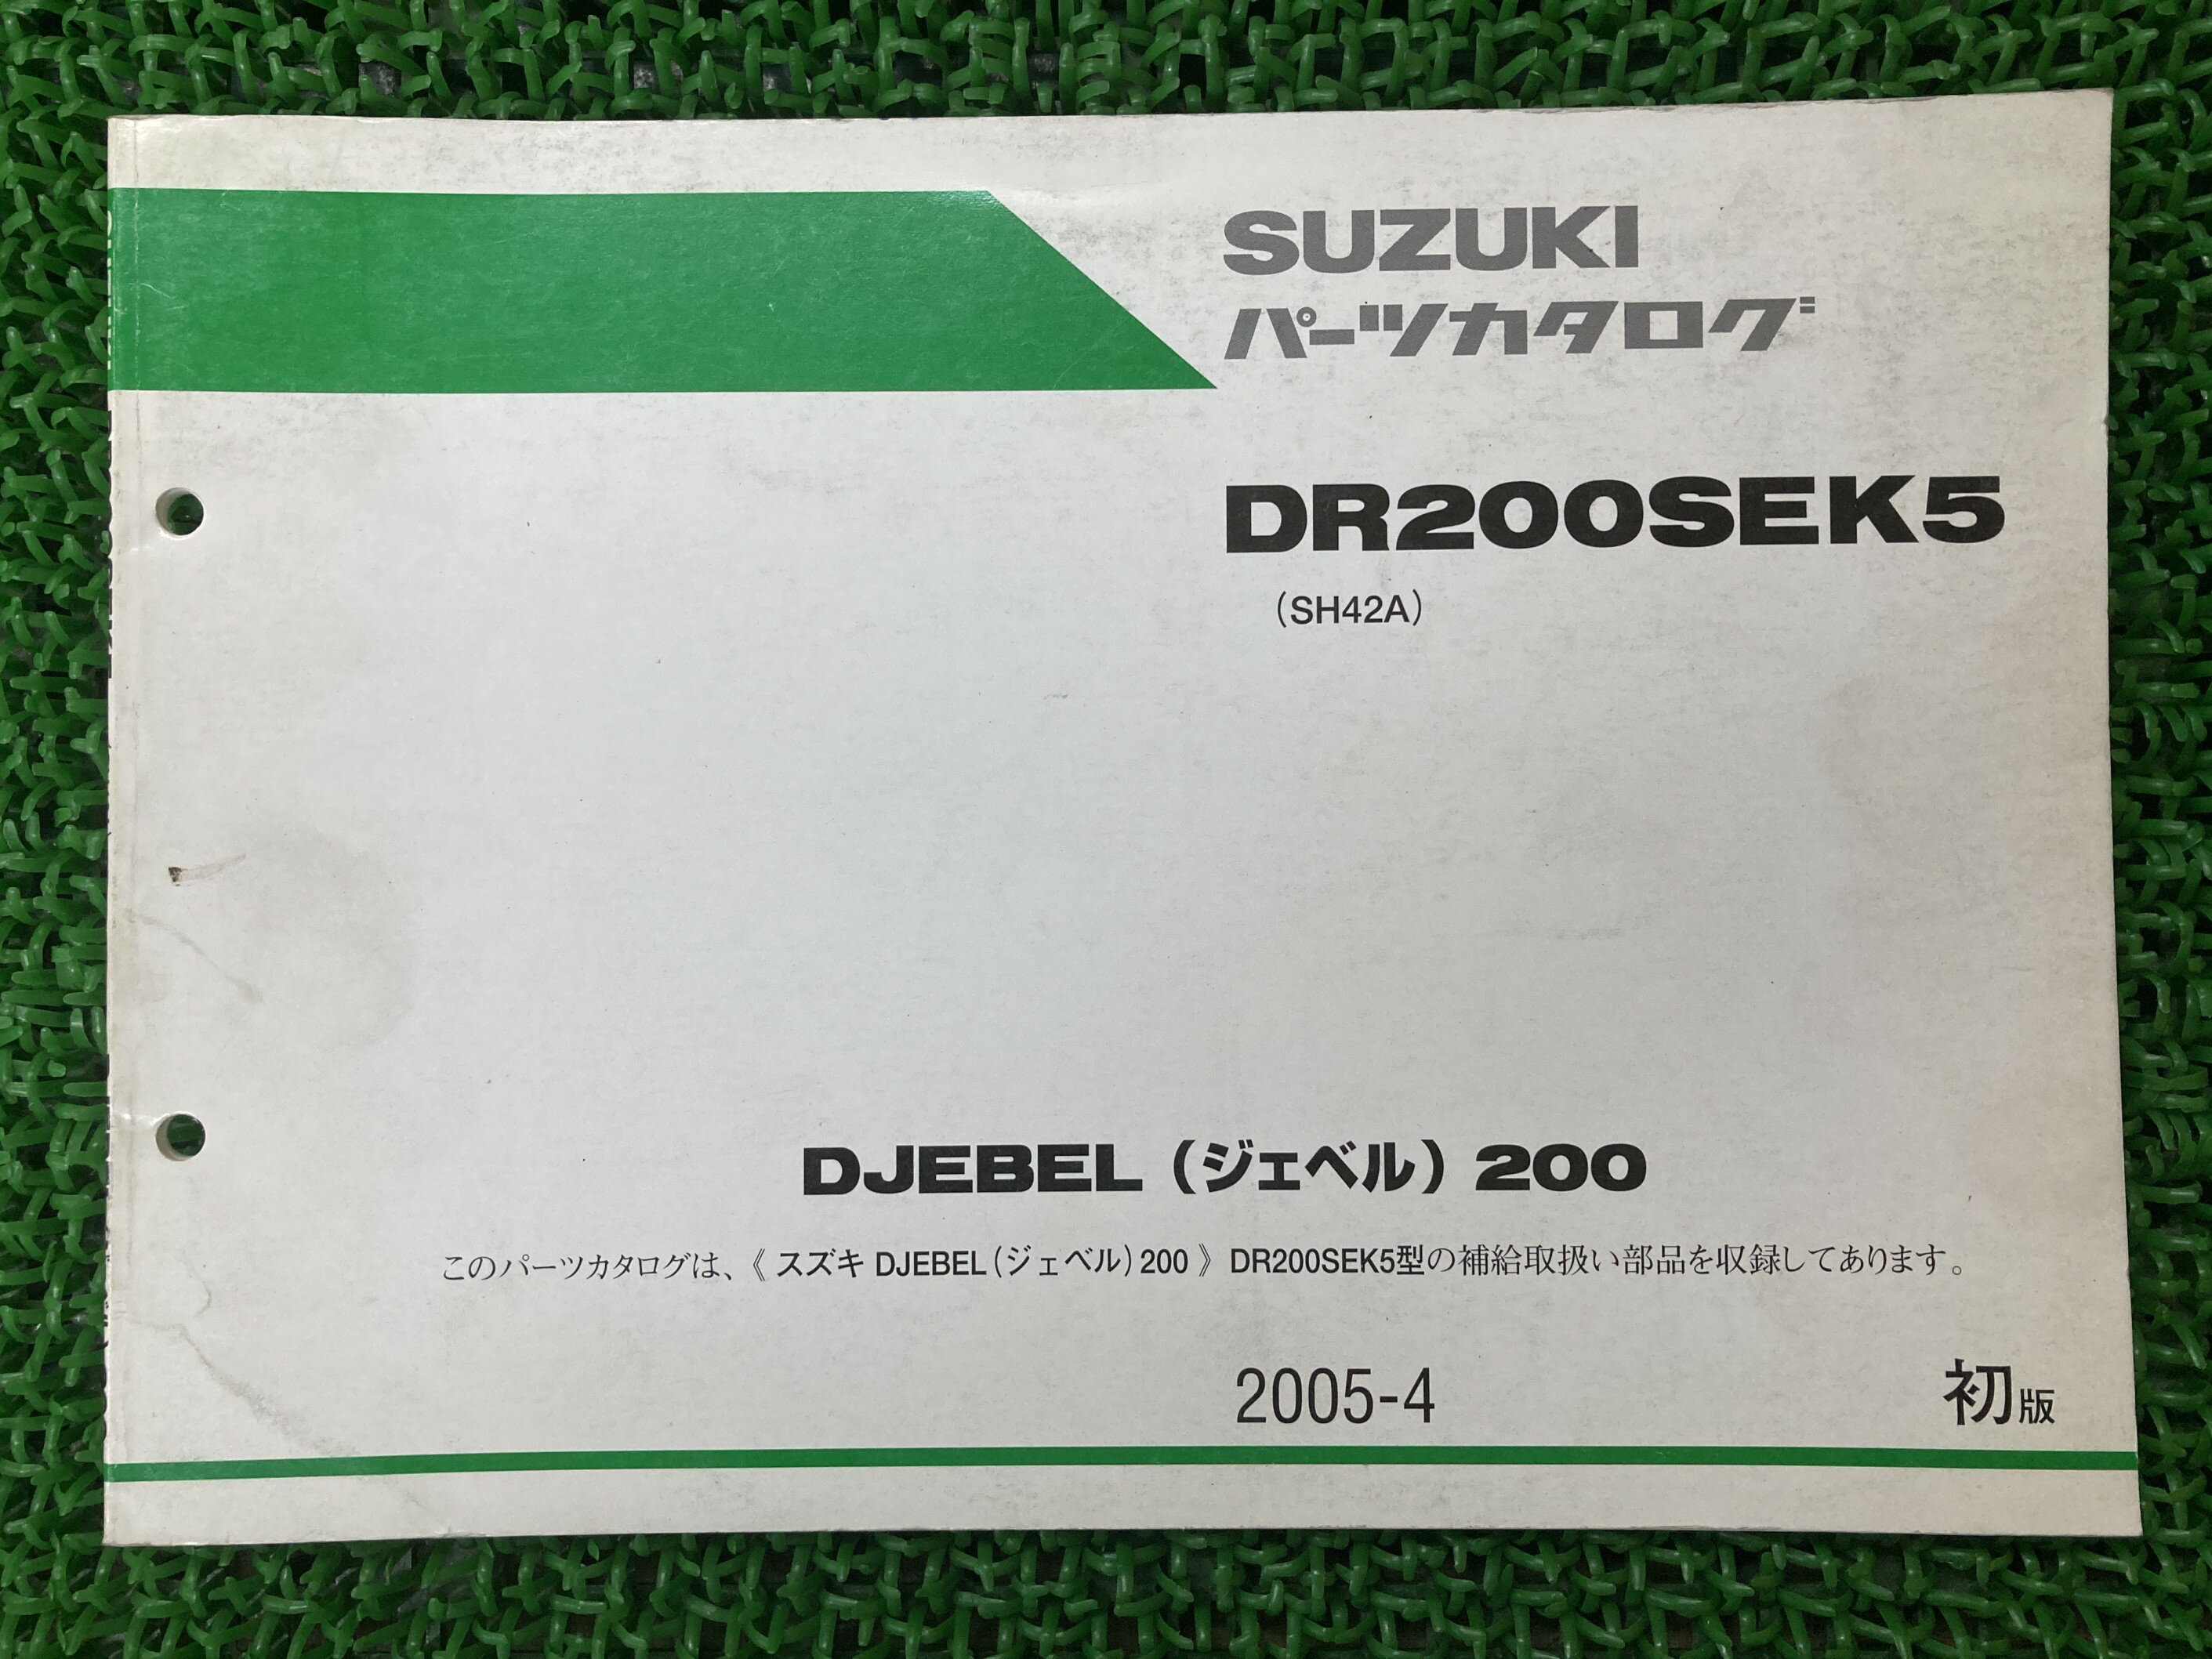 SUZUKI
パーツカタログ
DR200SEK5
(SH42A)
DJEBEL (ジェベル) 200
このパーツカタログは、《 スズキ DJEBEL(ジェベル)200 》 DR200SEK5型の補給取扱い部品を収録してあります。
2005-4
初版